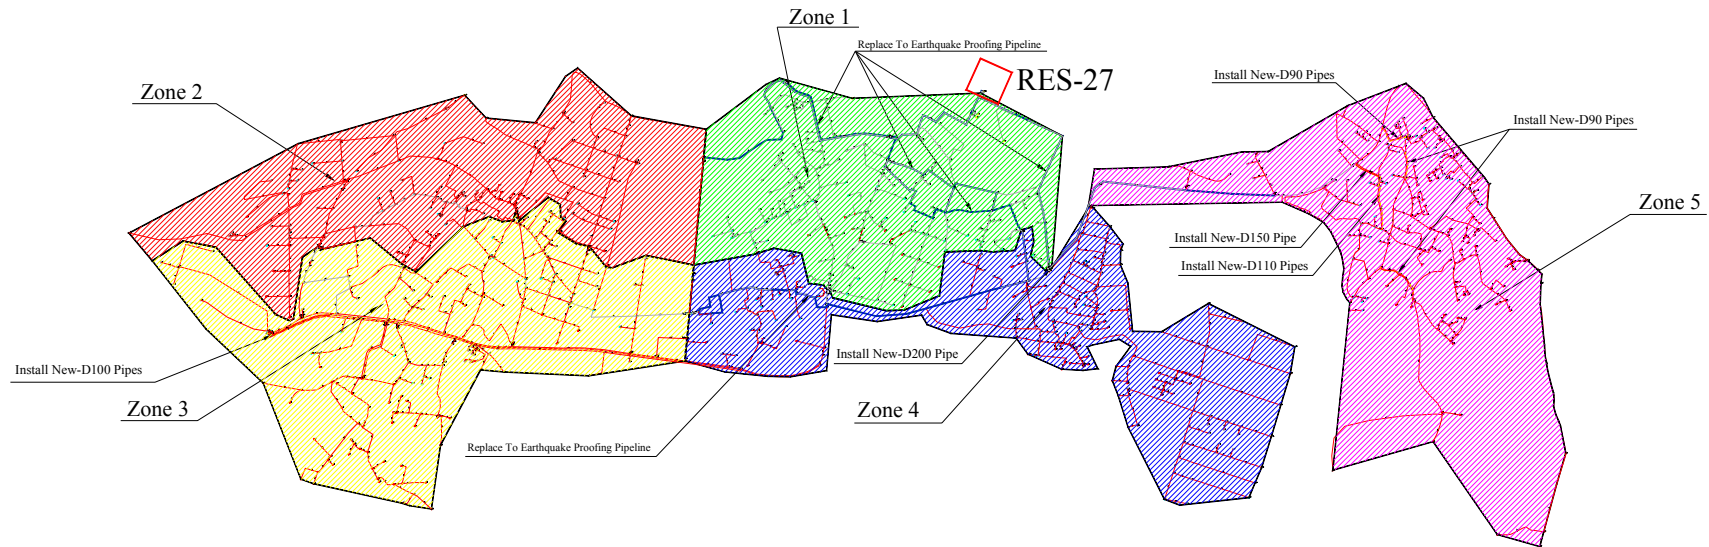 Zone 1
Replace To Earthquake Proofing Pipeline
RES-27
Install New-D90 Pipes
Zone 2
Install New-D90 Pipes
Zone 5
Install New-D150 Pipe
Install New-D110 Pipes
Install New-D200 Pipe
Install New-D100 Pipes
Zone 3
Zone 4
Replace To Earthquake Proofing Pipeline